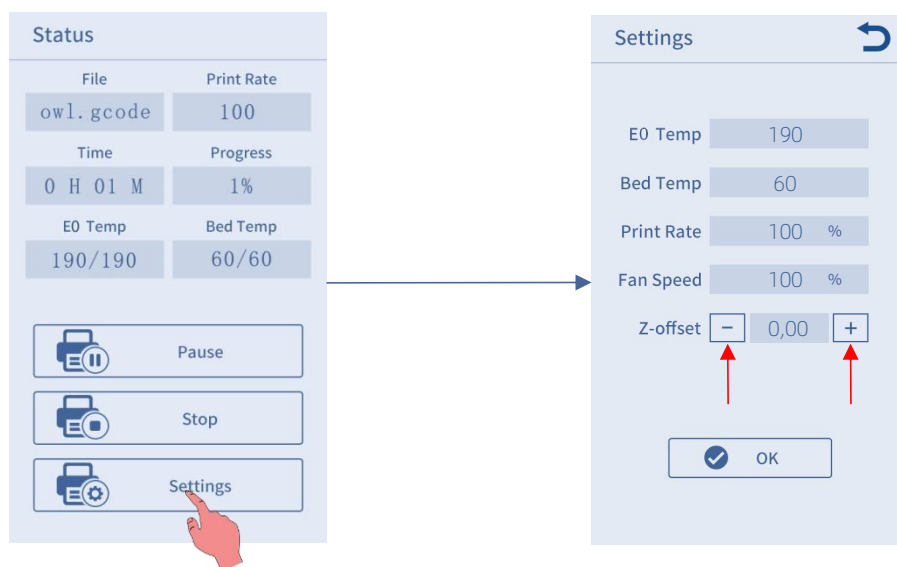 Status
File Print Rate
owl.gcode 100
Time Progress
0 H 01 M 1%
E0 Temp Bed Temp
190/190 60/60
Pause
Stop
Settings
Settings
E0 Temp 190
Bed Temp 60
Print Rate 100 %
Fan Speed 100 %
Z-offset − 0,00 +
OK